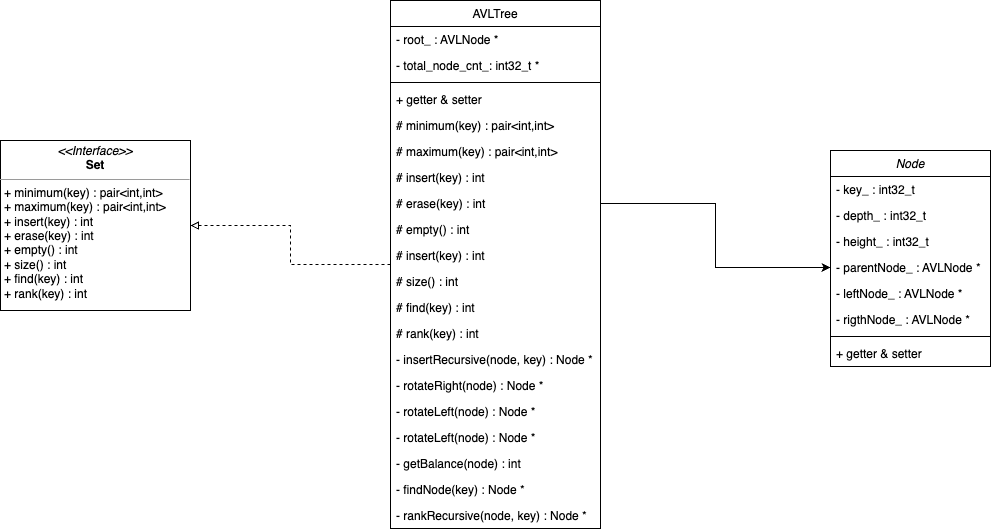 <<Interface>>
Set
+ minimum(key) : pair<int,int>
+ maximum(key) : pair<int,int>
+ insert(key) : int
+ erase(key) : int
+ empty() : int
+ size() : int
+ find(key) : int
+ rank(key) : int
AVLTree
- root_ : AVLNode *
- total_node_cnt_: int32_t *
+ getter & setter
# minimum(key) : pair<int,int>
# maximum(key) : pair<int,int>
# insert(key) : int
# erase(key) : int
# empty() : int
# insert(key) : int
# size() : int
# find(key) : int
# rank(key) : int
- insertRecursive(node, key) : Node *
- rotateRight(node) : Node *
- rotateLeft(node) : Node *
- rotateLeft(node) : Node *
- getBalance(node) : int
- findNode(key) : Node *
- rankRecursive(node, key) : Node *
Node
- key_ : int32_t
- depth_ : int32_t
- height_ : int32_t
- parentNode_ : AVLNode *
- leftNode_ : AVLNode *
- rigthNode_ : AVLNode *
+ getter & setter